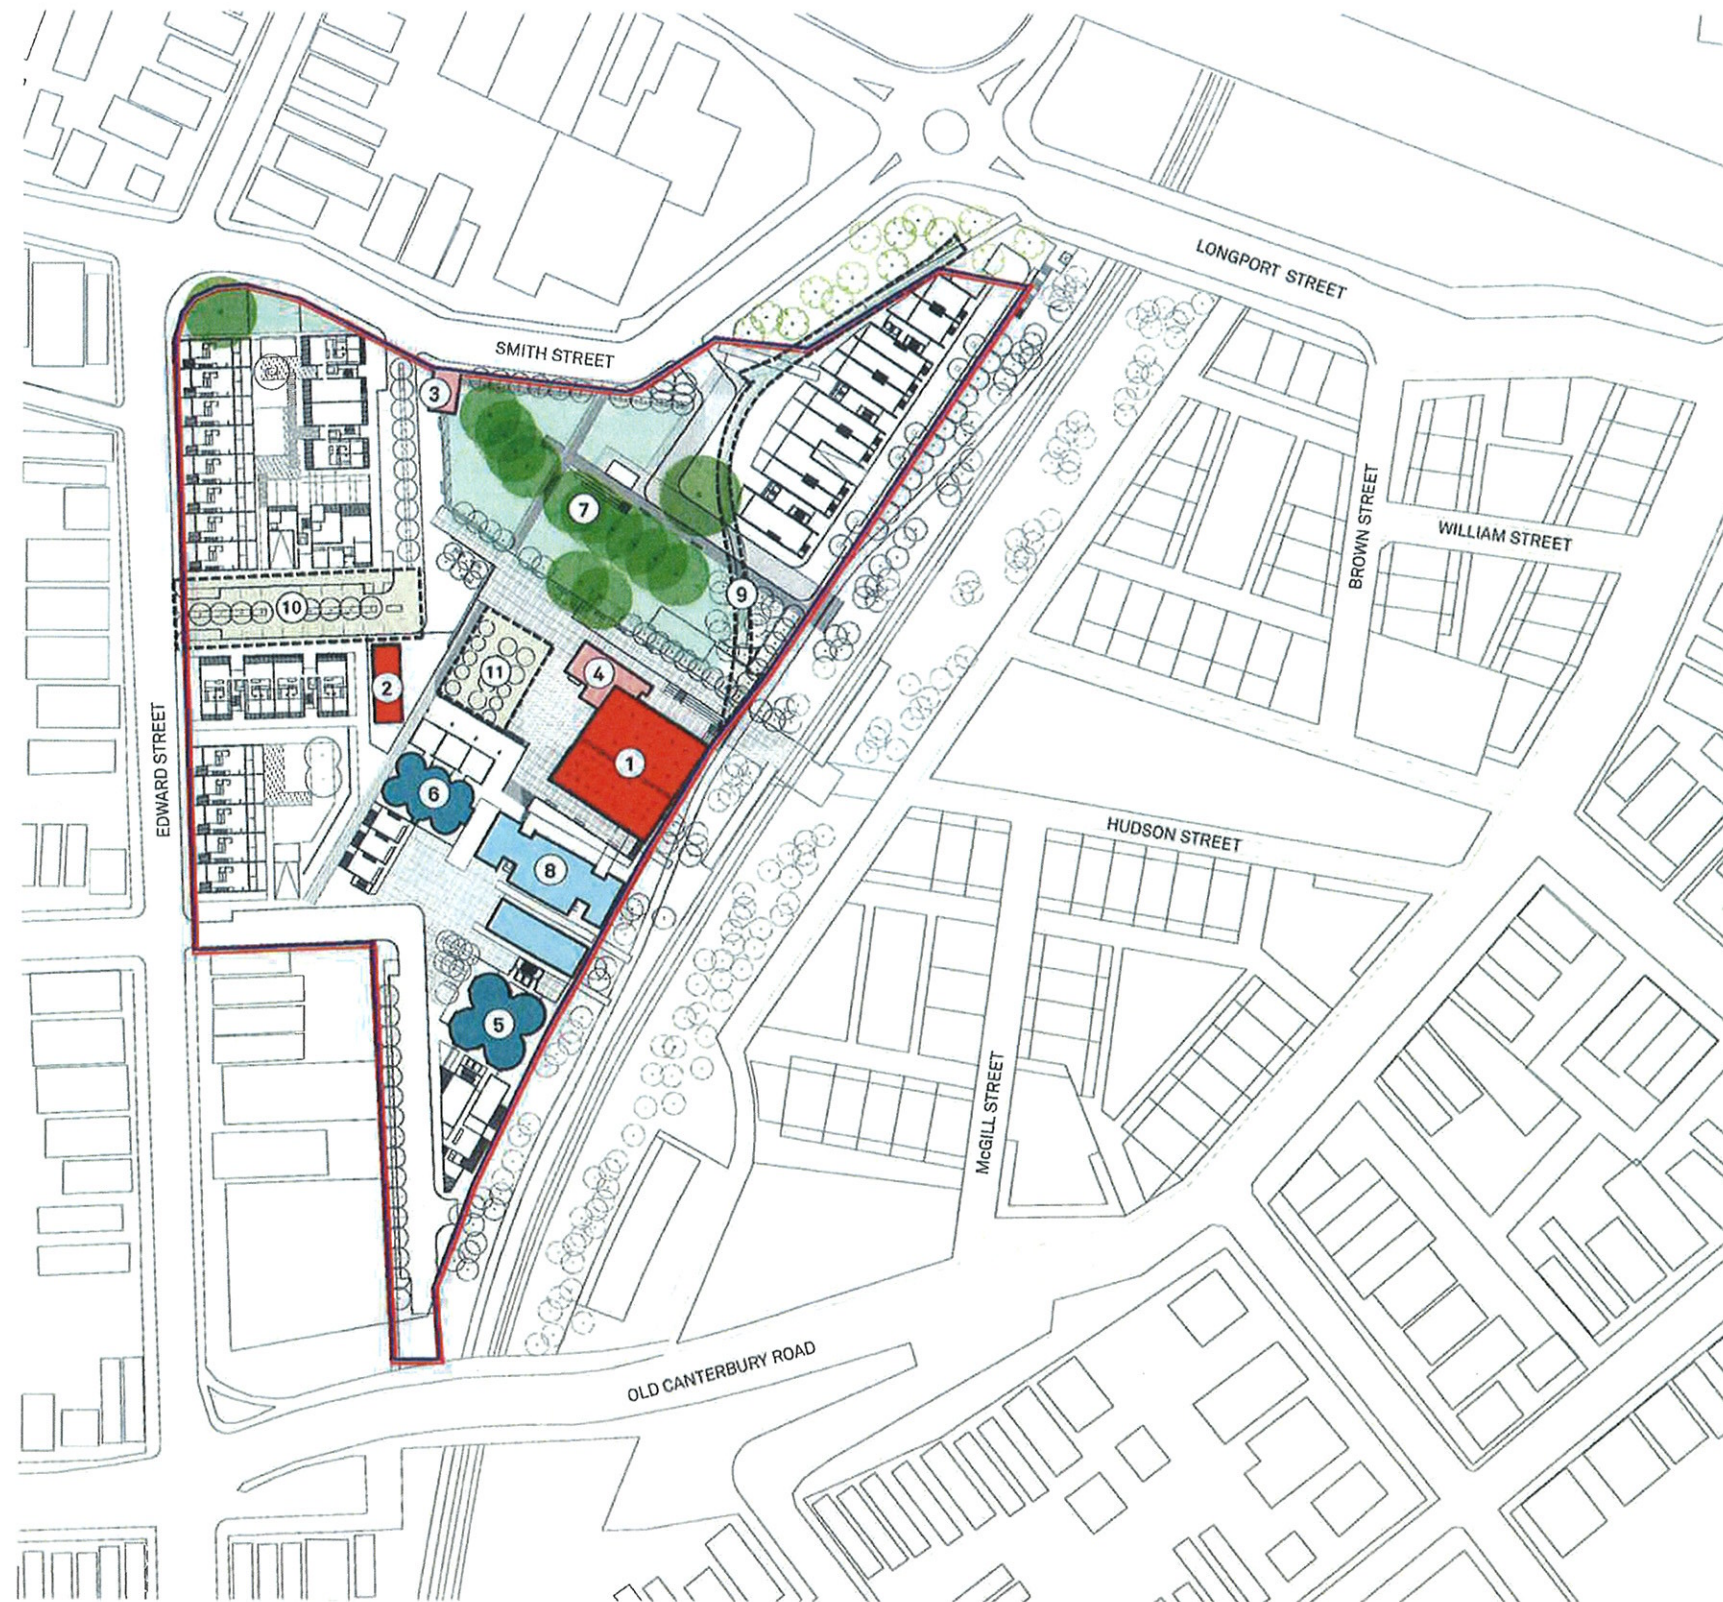 LONGPORT STREET
SMITH STREET
3
7
BROWN STREET
WILLIAM STREET
9
10
11
4
2
EDWARD STREET
1
6
HUDSON STREET
8
5
McGILL STREET
OLD CANTERBURY ROAD